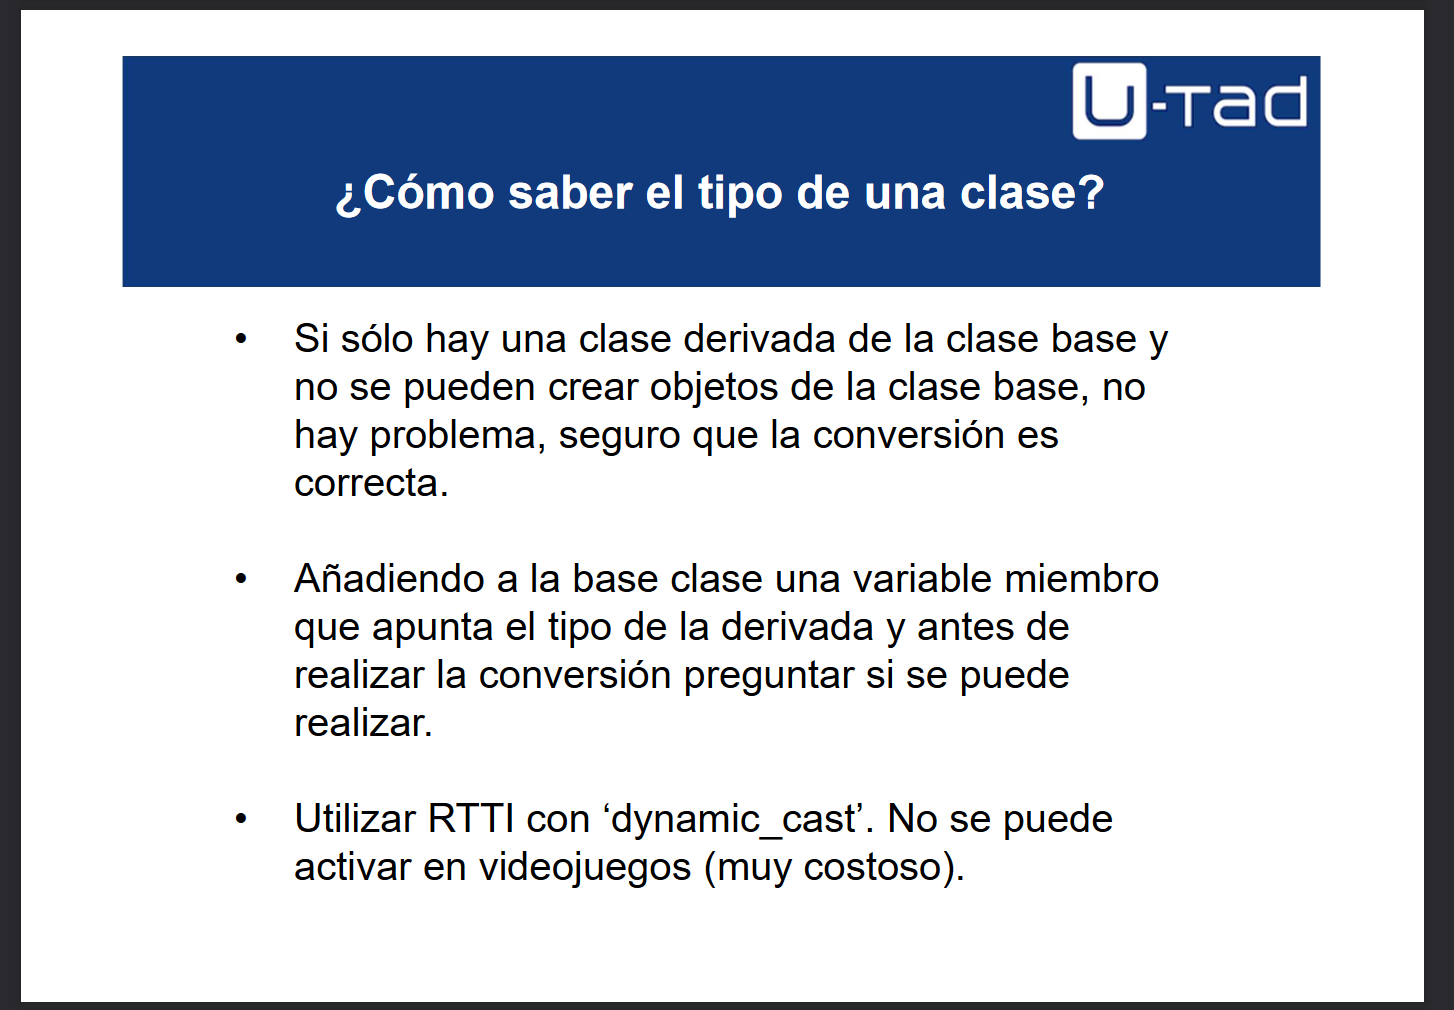 U-Tad
¿Cómo saber el tipo de una clase?
• Si sólo hay una clase derivada de la clase base y
no se pueden crear objetos de la clase base, no
hay problema, seguro que la conversión es
correcta.
• Añadiendo a la base clase una variable miembro
que apunta el tipo de la derivada y antes de
realizar la conversión preguntar si se puede
realizar.
• Utilizar RTTI con ‘dynamic_cast’. No se puede
activar en videojuegos (muy costoso).